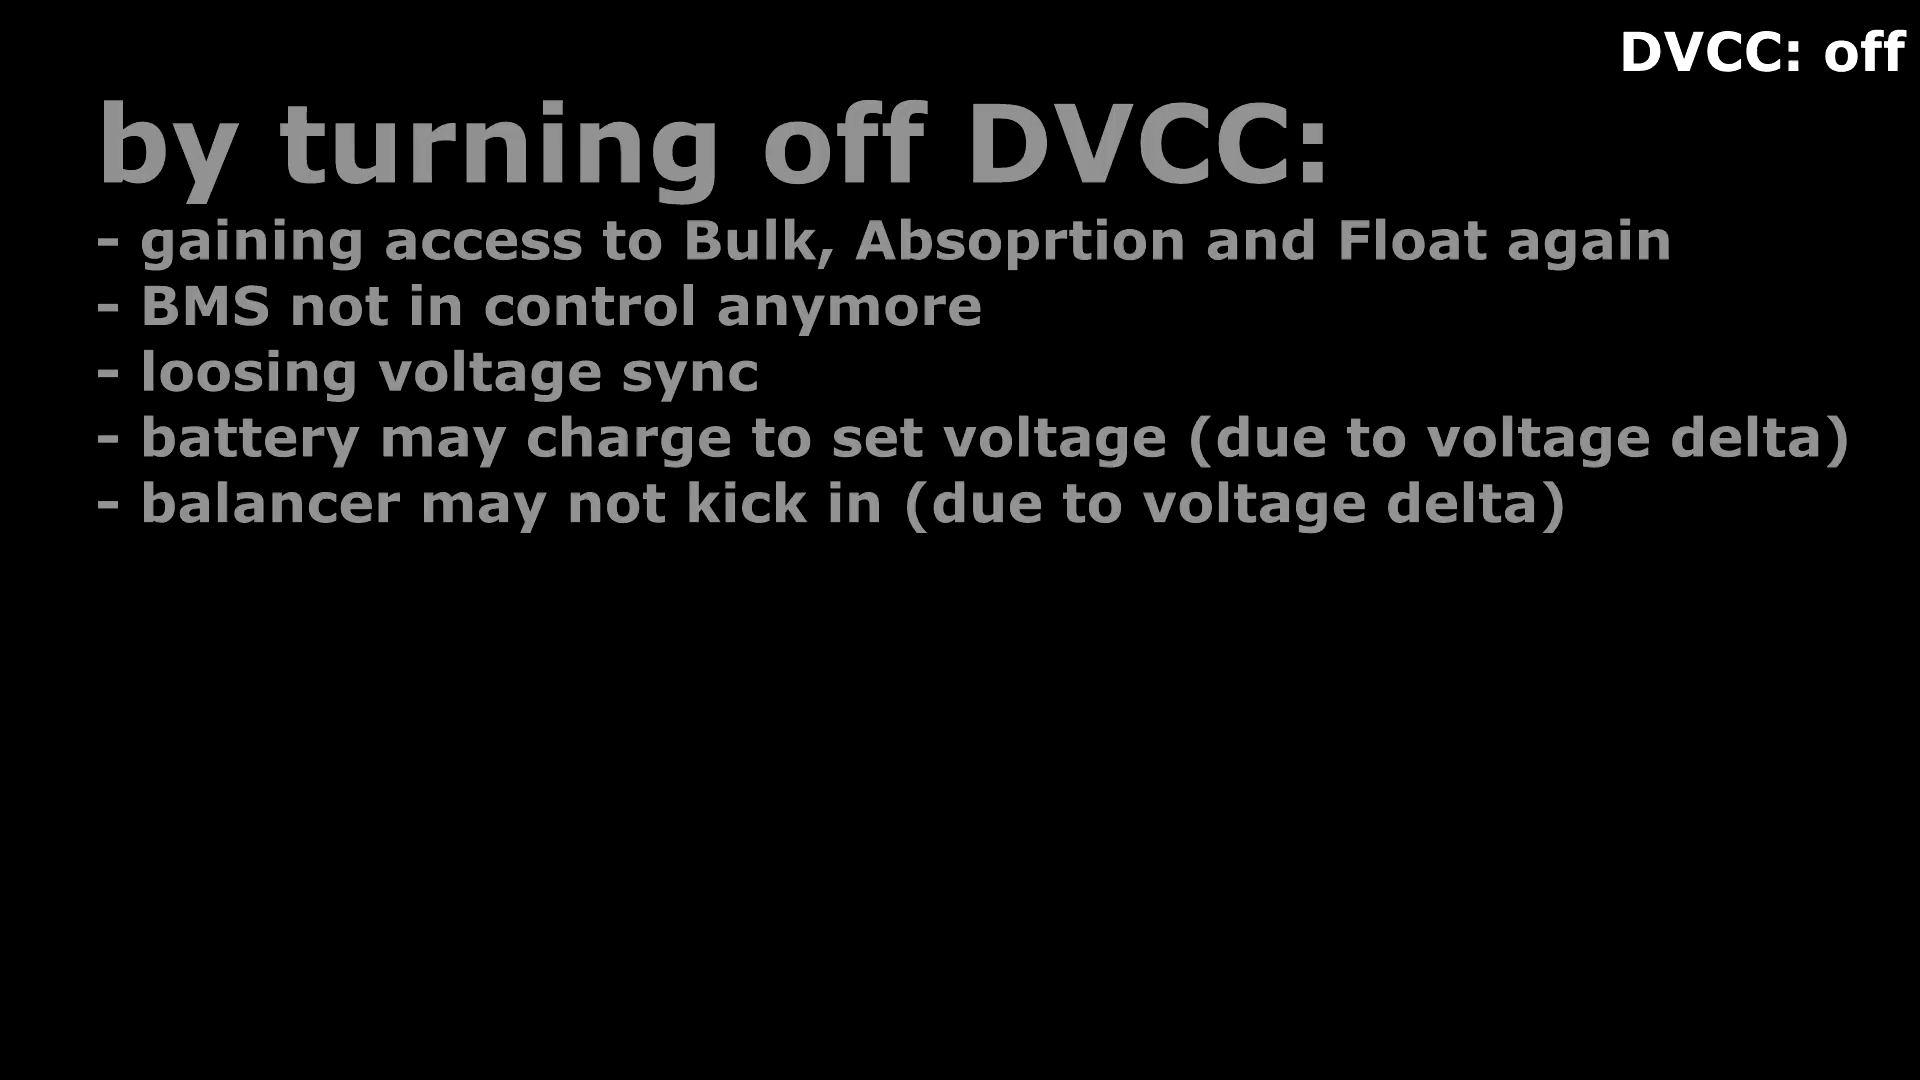 DVCC: off
by turning off DVCC:
- gaining access to Bulk, Absoprtion and Float again
- BMS not in control anymore
- loosing voltage sync
- battery may charge to set voltage (due to voltage delta)
- balancer may not kick in (due to voltage delta)